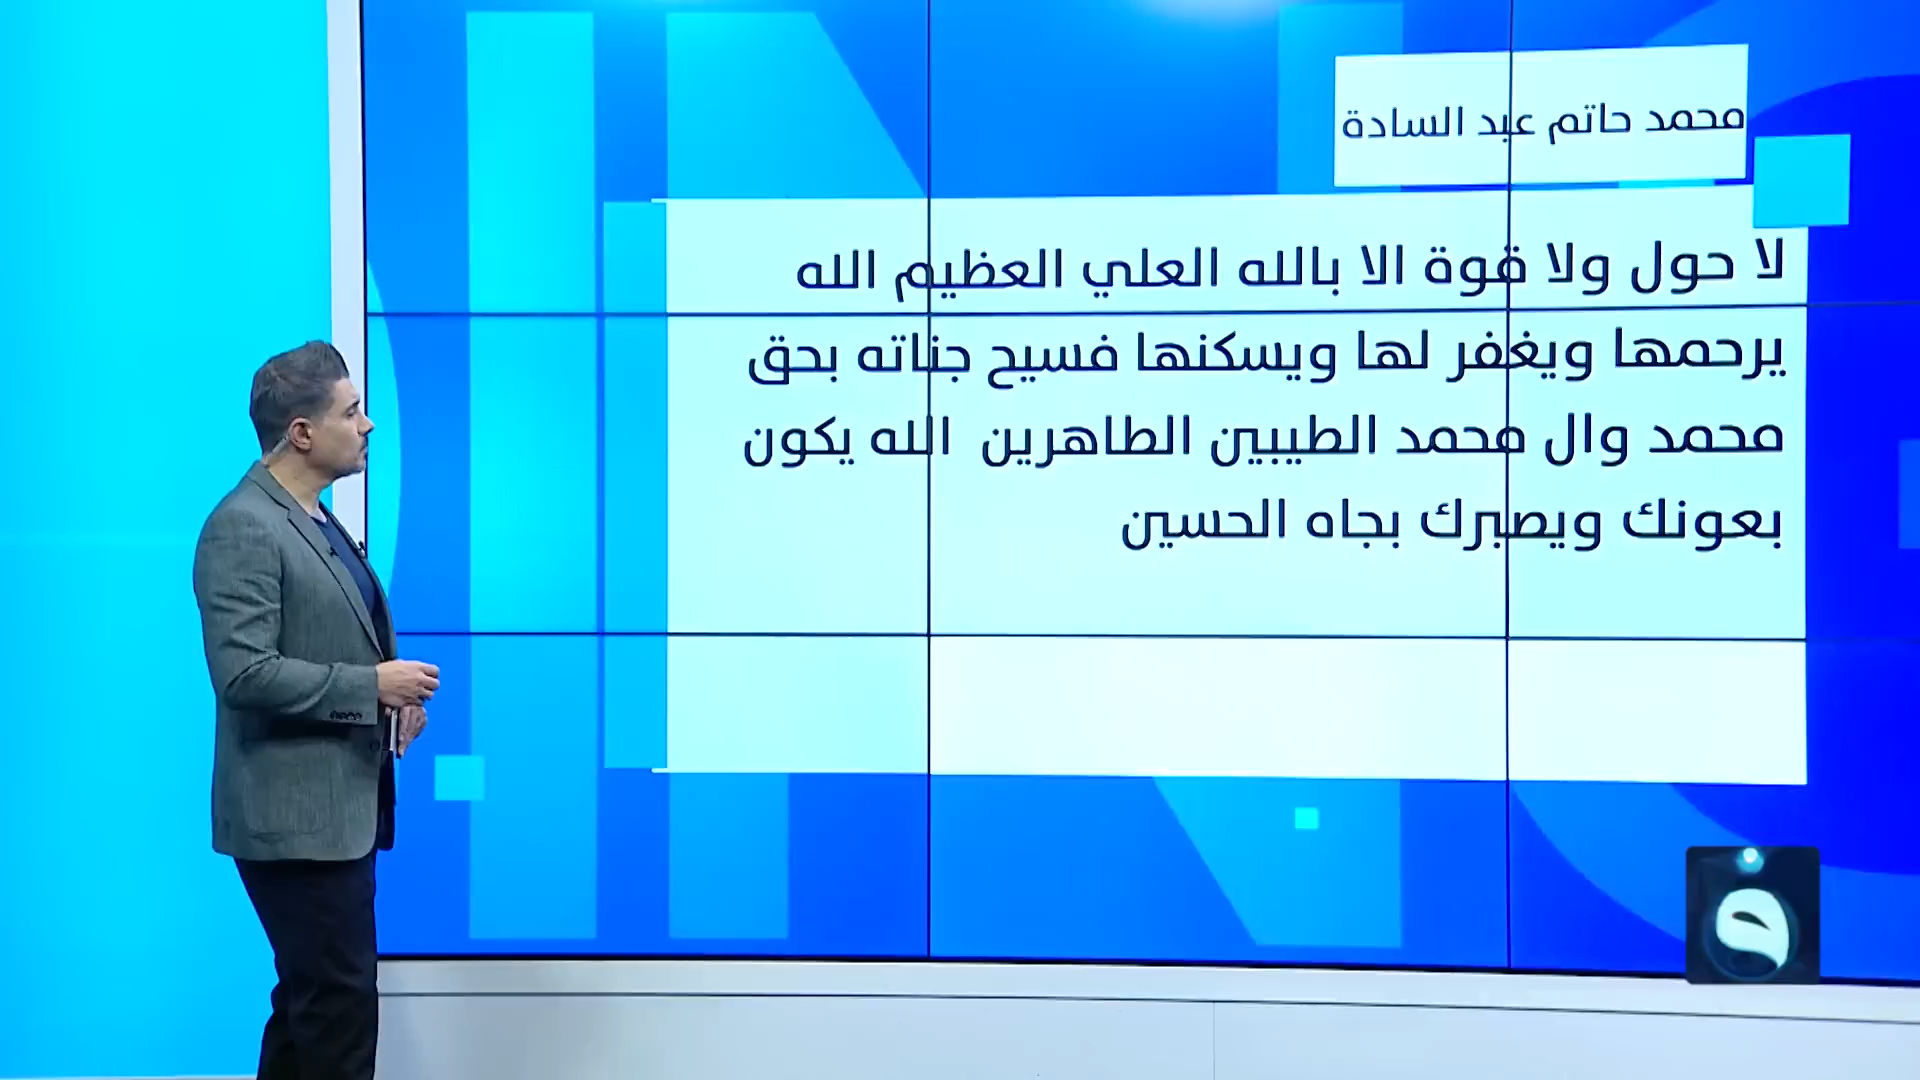 محمد حاتم عبد السادة
لا حول ولا قوة الا بالله العلي العظيم الله
يرحمها ويغفر لها ويسكنها فسيح جناته بحق
محمد وال محمد الطيبين الطاهرين الله يكون
بعونك ويصبرك بجاه الحسين